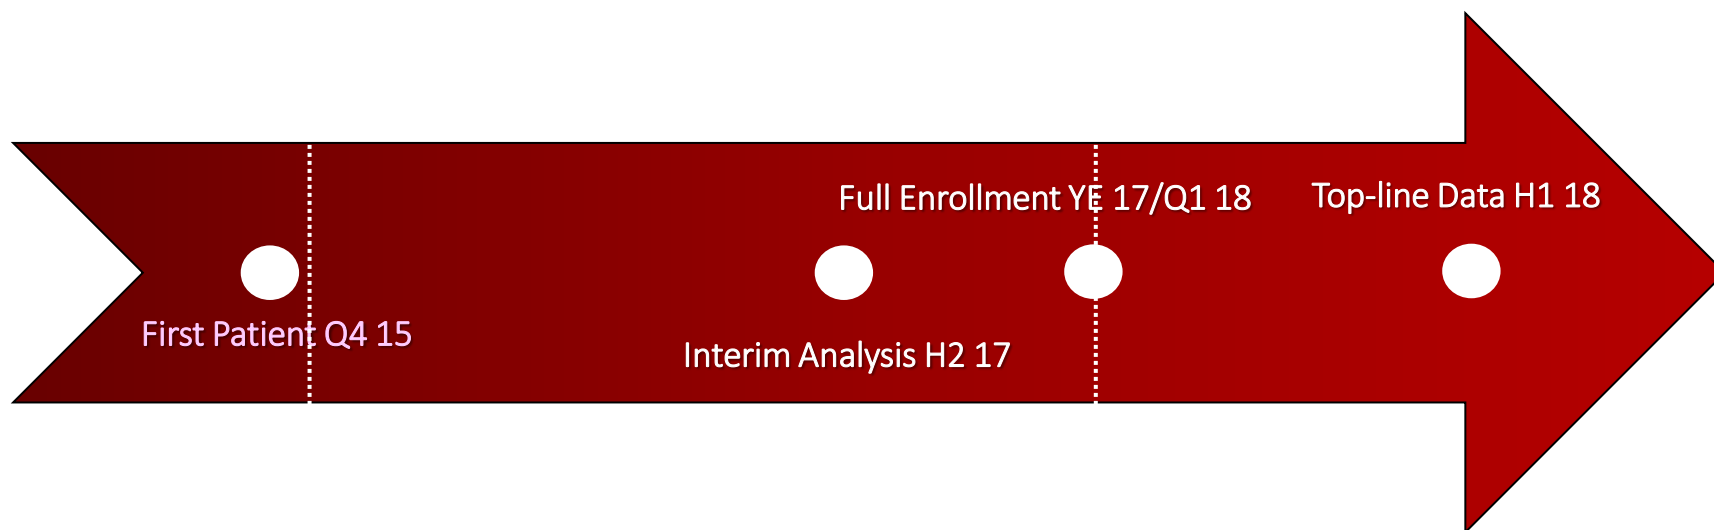 First Patient Q4 15
Interim Analysis H2 17
Full Enrollment YE 17/Q1 18
Top-line Data H1 18